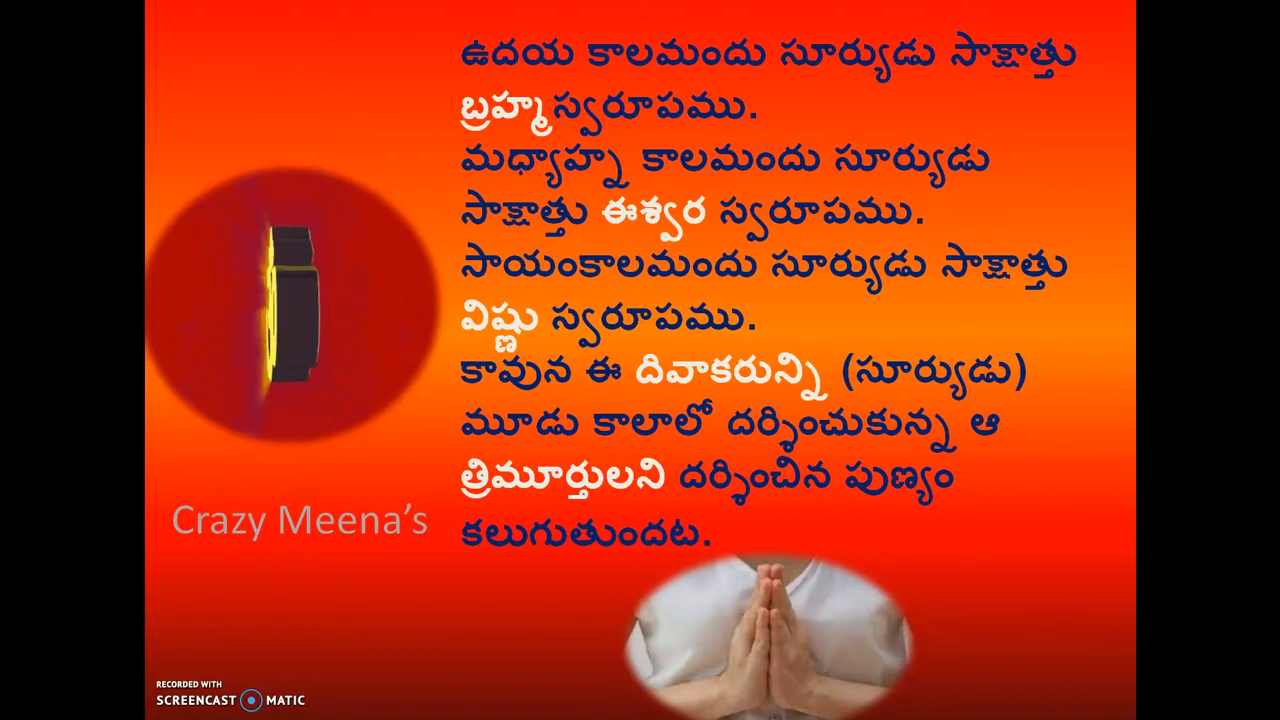 ఉదయ కాలమందు సూర్యుడు సాక్షాత్తు
బ్రహ్మ స్వరూపము.
మధ్యాహ్న కాలమందు సూర్యుడు
సాక్షాత్తు ఈశ్వర స్వరూపము.
సాయంకాలమందు సూర్యుడు సాక్షాత్తు
విష్ణు స్వరూపము.
కావున ఈ దివాకరున్ని (సూర్యుడు)
మూడు కాలాలో దర్శించుకున్న ఆ
త్రిమూర్తులని దర్శించిన పుణ్యం
కలుగుతుందట.
Crazy Meena’s
RECORDED WITH
SCREENCAST MATIC